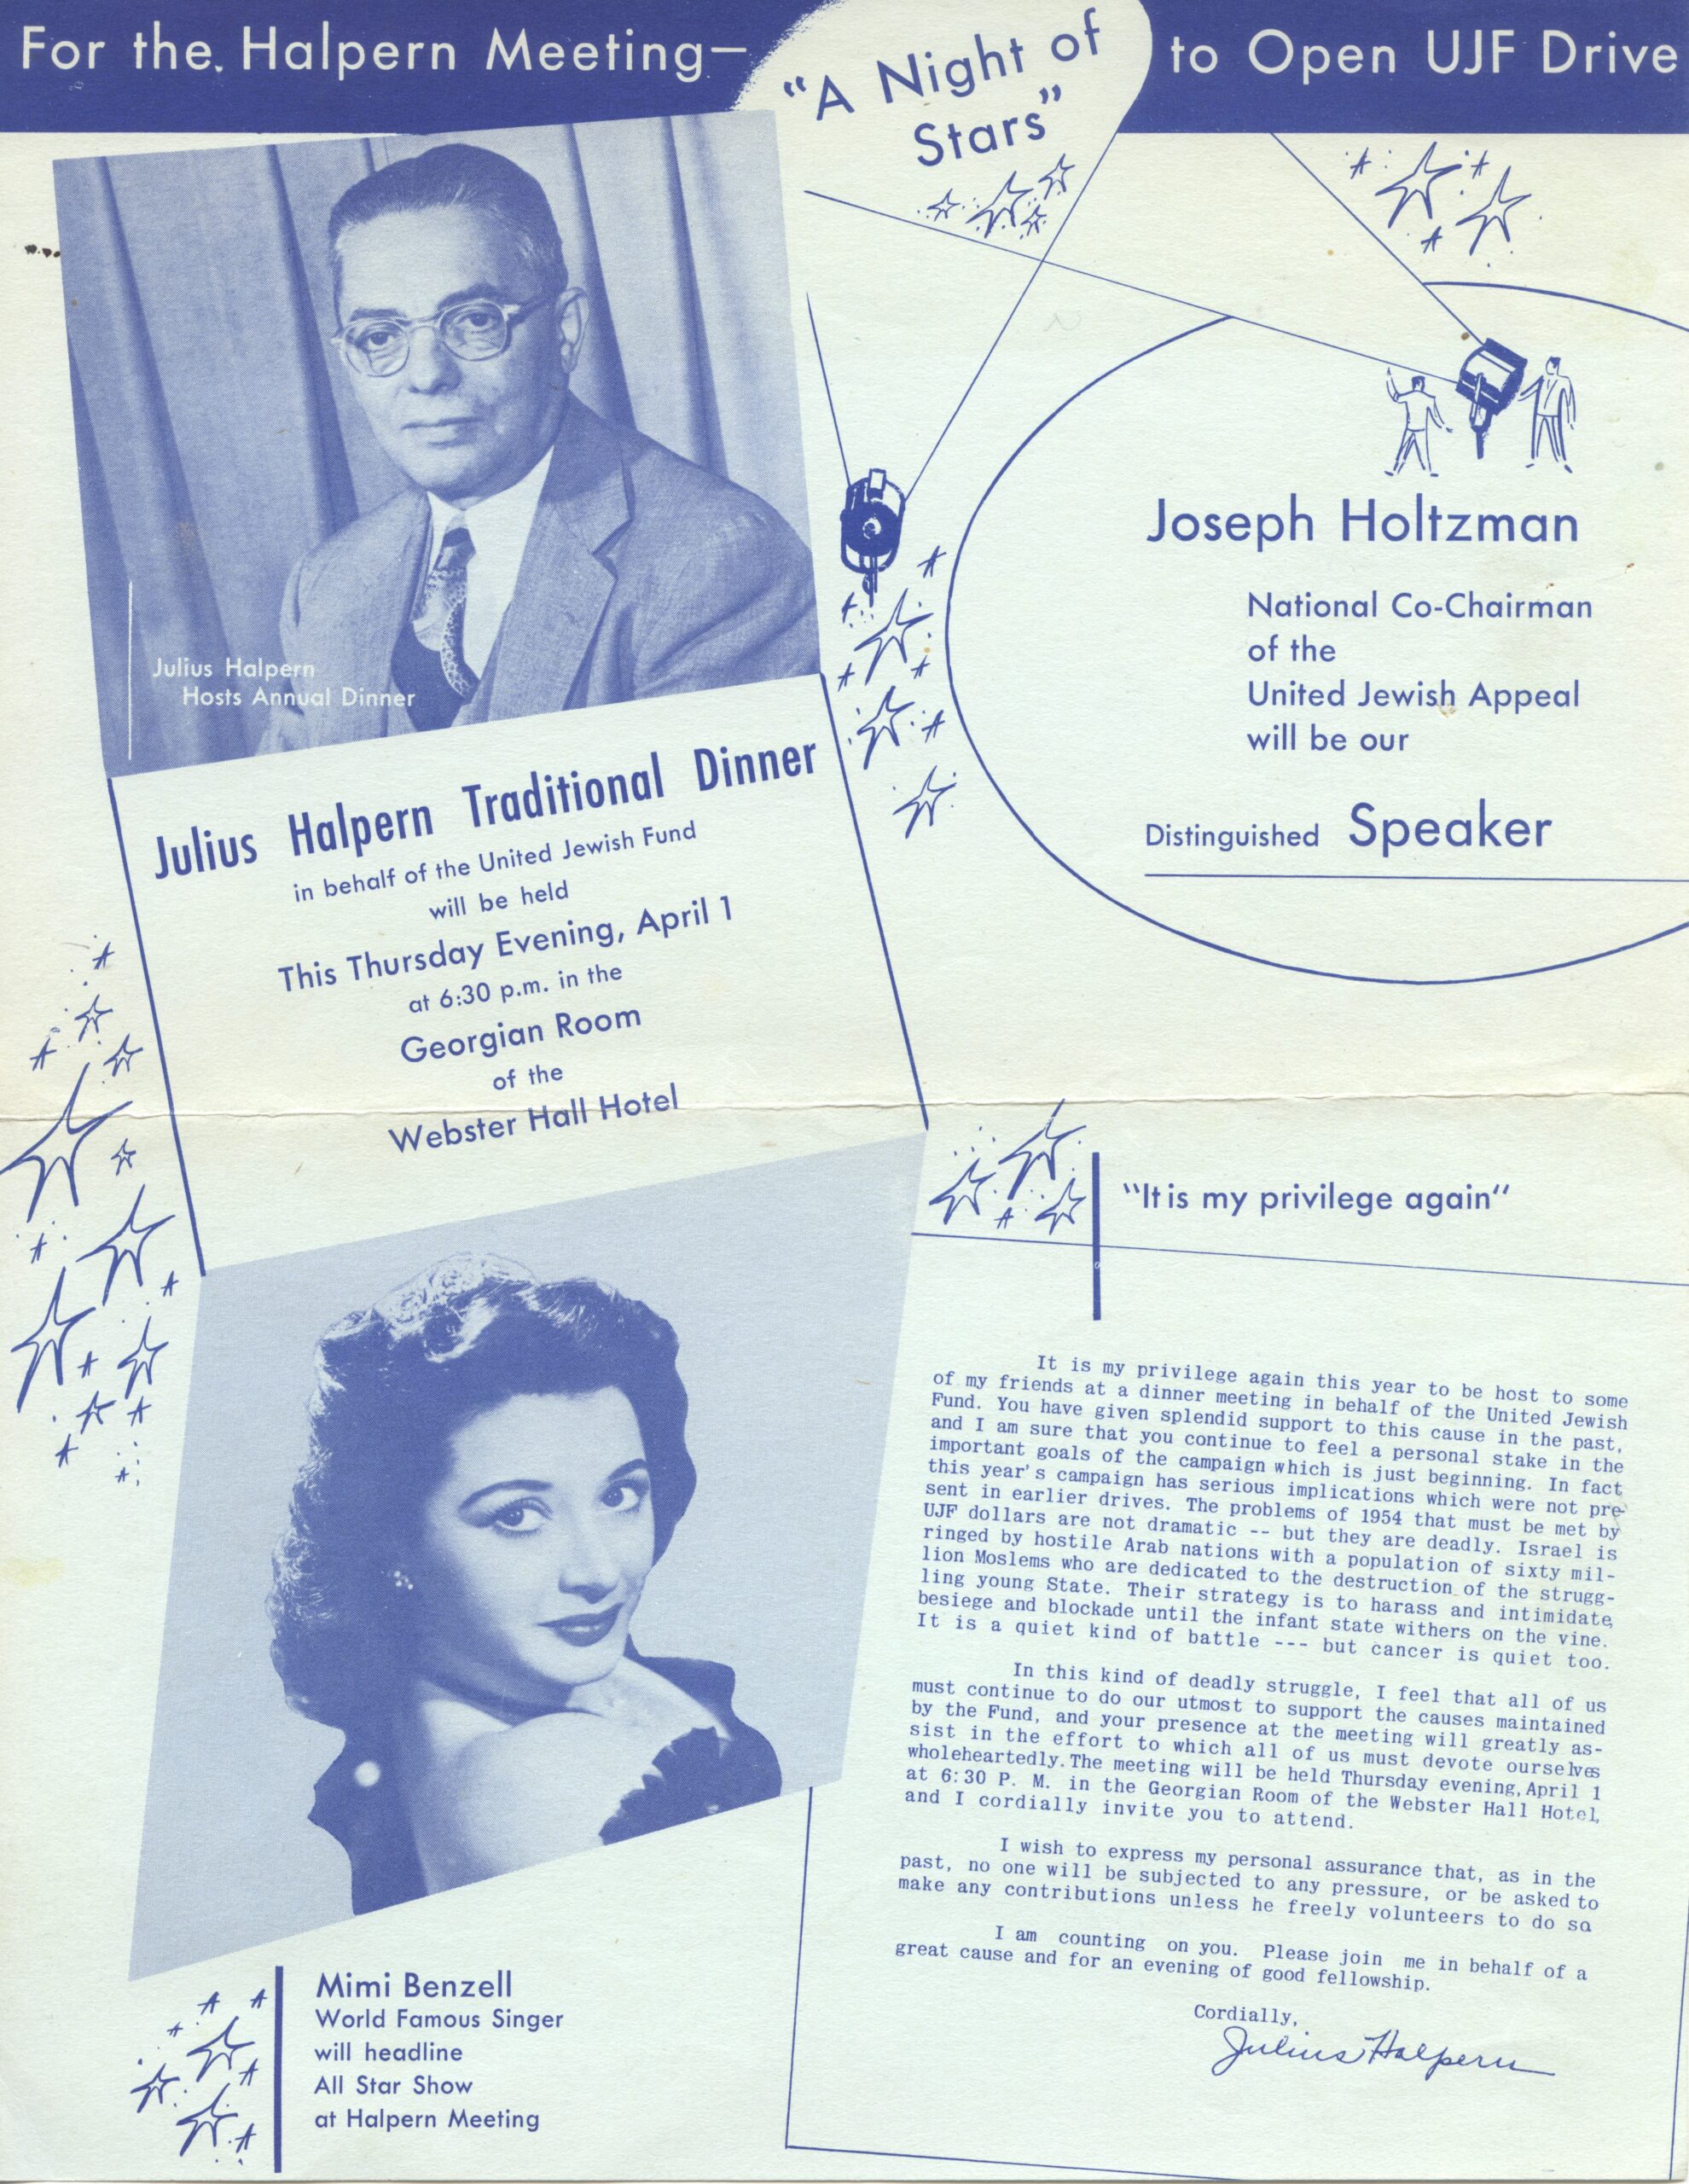 For the Halpern Meeting—
"A Night of
Stars"
to Open UJF Drive
Julius Halpern
Hosts Annual Dinner
Julius Halpern Traditional Dinner
in behalf of the United Jewish Fund
will be held
This Thursday Evening, April 1
at 6:30 p.m. in the
Georgian Room
of the
Webster Hall Hotel
Joseph Holtzman
National Co-Chairman
of the
United Jewish Appeal
will be our
Distinguished Speaker
"It is my privilege again"
It is my privilege again this year to be host to some
of my friends at a dinner meeting in behalf of the United Jewish
Fund. You have given splendid support to this cause in the past,
and I am sure that you continue to feel a personal stake in the
important goals of the campaign which is just beginning. In fact
this year's campaign has serious implications which were not pre-
sent in earlier drives. The problems of 1954 that must be met by
UJF dollars are not dramatic -- but they are deadly. Israel is
ringed by hostile Arab nations with a population of sixty mil-
lion Moslems who are dedicated to the destruction of the strugg-
ling young State. Their strategy is to harass and intimidate,
besiege and blockade until the infant state withers on the vine.
It is a quiet kind of battle --- but cancer is quiet too.
In this kind of deadly struggle, I feel that all of us
must continue to do our utmost to support the causes maintained
by the Fund, and your presence at the meeting will greatly as-
sist in the effort to which all of us must devote ourselves
wholeheartedly. The meeting will be held Thursday evening, April 1
at 6:30 P. M. in the Georgian Room of the Webster Hall Hotel,
and I cordially invite you to attend.
I wish to express my personal assurance that, as in the
past, no one will be subjected to any pressure, or be asked to
make any contributions unless he freely volunteers to do so
I am counting on you. Please join me in behalf of a
great cause and for an evening of good fellowship.
Cordially,
Julius Halpern
Mimi Benzell
World Famous Singer
will headline
All Star Show
at Halpern Meeting